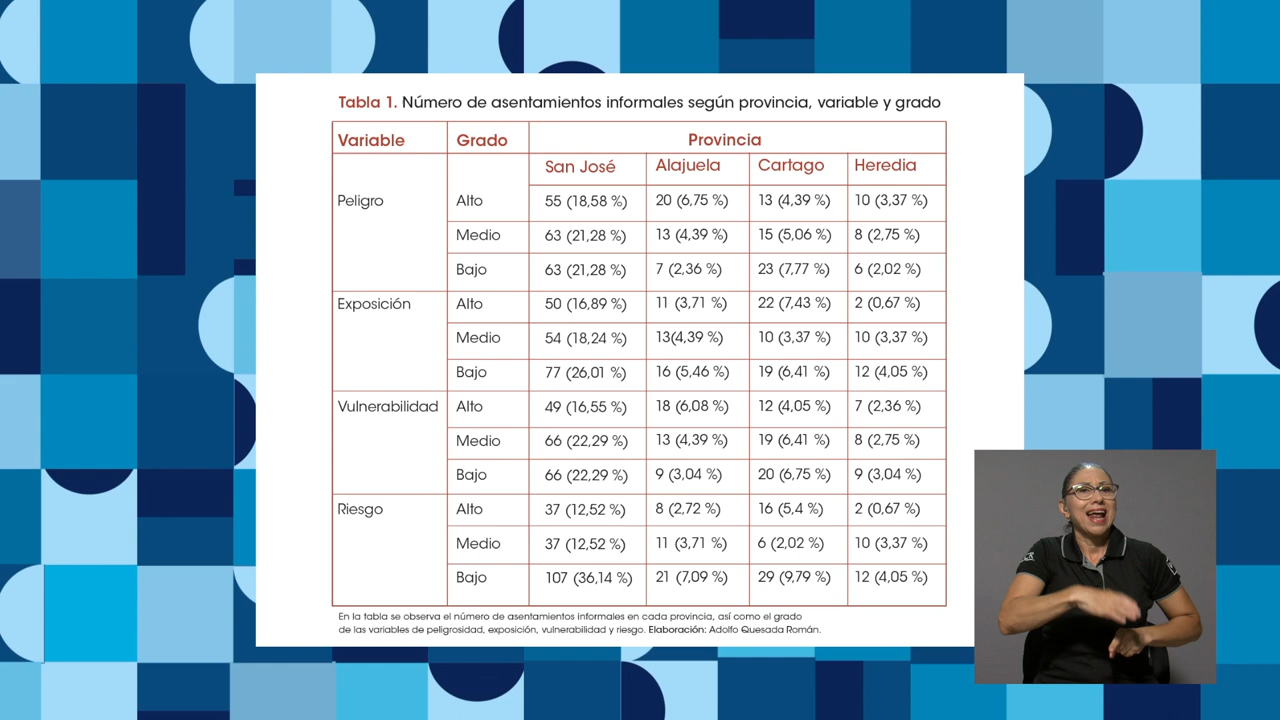 Tabla 1. Número de asentamientos informales según provincia, variable y grado
Variable Grado Provincia
San José Alajuela Cartago Heredia
Peligro Alto 55 (18,58 %) 20 (6,75 %) 13 (4,39 %) 10 (3,37 %)
Medio 63 (21,28 %) 13 (4,39 %) 15 (5,06 %) 8 (2,75 %)
Bajo 63 (21,28 %) 7 (2,36 %) 23 (7,77 %) 6 (2,02 %)
Exposición Alto 50 (16,89 %) 11 (3,71 %) 22 (7,43 %) 2 (0,67 %)
Medio 54 (18,24 %) 13(4,39 %) 10 (3,37 %) 10 (3,37 %)
Bajo 77 (26,01 %) 16 (5,46 %) 19 (6,41 %) 12 (4,05 %)
Vulnerabilidad Alto 49 (16,55 %) 18 (6,08 %) 12 (4,05 %) 7 (2,36 %)
Medio 66 (22,29 %) 13 (4,39 %) 19 (6,41 %) 8 (2,75 %)
Bajo 66 (22,29 %) 9 (3,04 %) 20 (6,75 %) 9 (3,04 %)
Riesgo Alto 37 (12,52 %) 8 (2,72 %) 16 (5,4 %) 2 (0,67 %)
Medio 37 (12,52 %) 11 (3,71 %) 6 (2,02 %) 10 (3,37 %)
Bajo 107 (36,14 %) 21 (7,09 %) 29 (9,79 %) 12 (4,05 %)
En la tabla se observa el número de asentamientos informales en cada provincia, así como el grado
de las variables de peligrosidad, exposición, vulnerabilidad y riesgo. Elaboración: Adolfo Quesada Román.